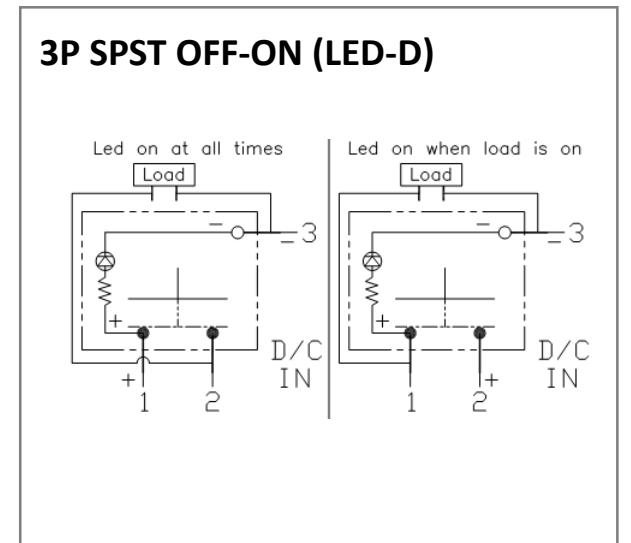 3P SPST OFF-ON (LED-D)
Led on at all times
Load
- _ 3
+
D/C
IN
+
1 2
Led on when load is on
Load
- _ 3
+
D/C
IN
+
1 2